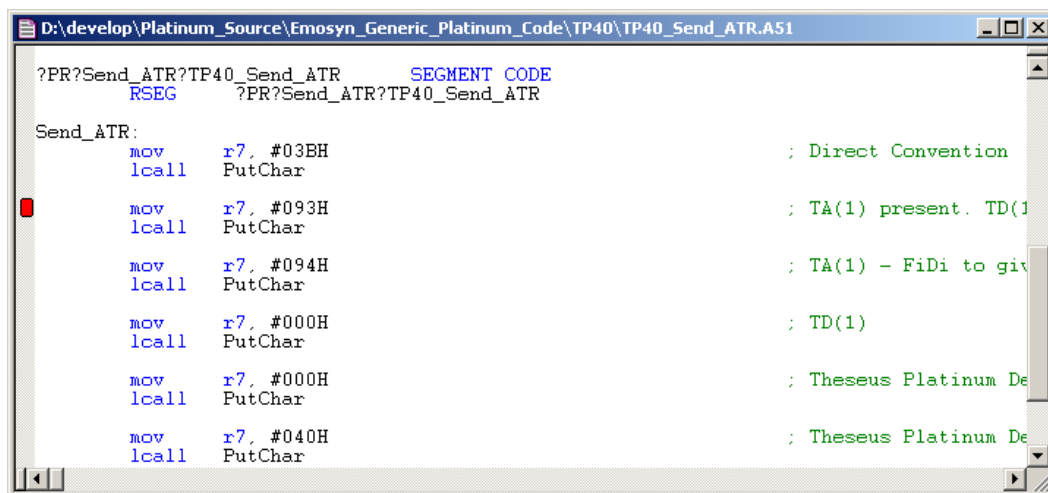 D:\develop\Platinum_Source\Emosyn_Generic_Platinum_Code\TP40\TP40_Send_ATR.A51
?PR?Send_ATR?TP40_Send_ATR SEGMENT CODE
RSEG ?PR?Send_ATR?TP40_Send_ATR
Send_ATR:
mov r7, #03BH ; Direct Convention
lcall PutChar
mov r7, #093H ; TA(1) present. TD(1
lcall PutChar
mov r7, #094H ; TA(1) - FiDi to giv
lcall PutChar
mov r7, #000H ; TD(1)
lcall PutChar
mov r7, #000H ; Theseus Platinum De
lcall PutChar
mov r7, #040H ; Theseus Platinum De
lcall PutChar